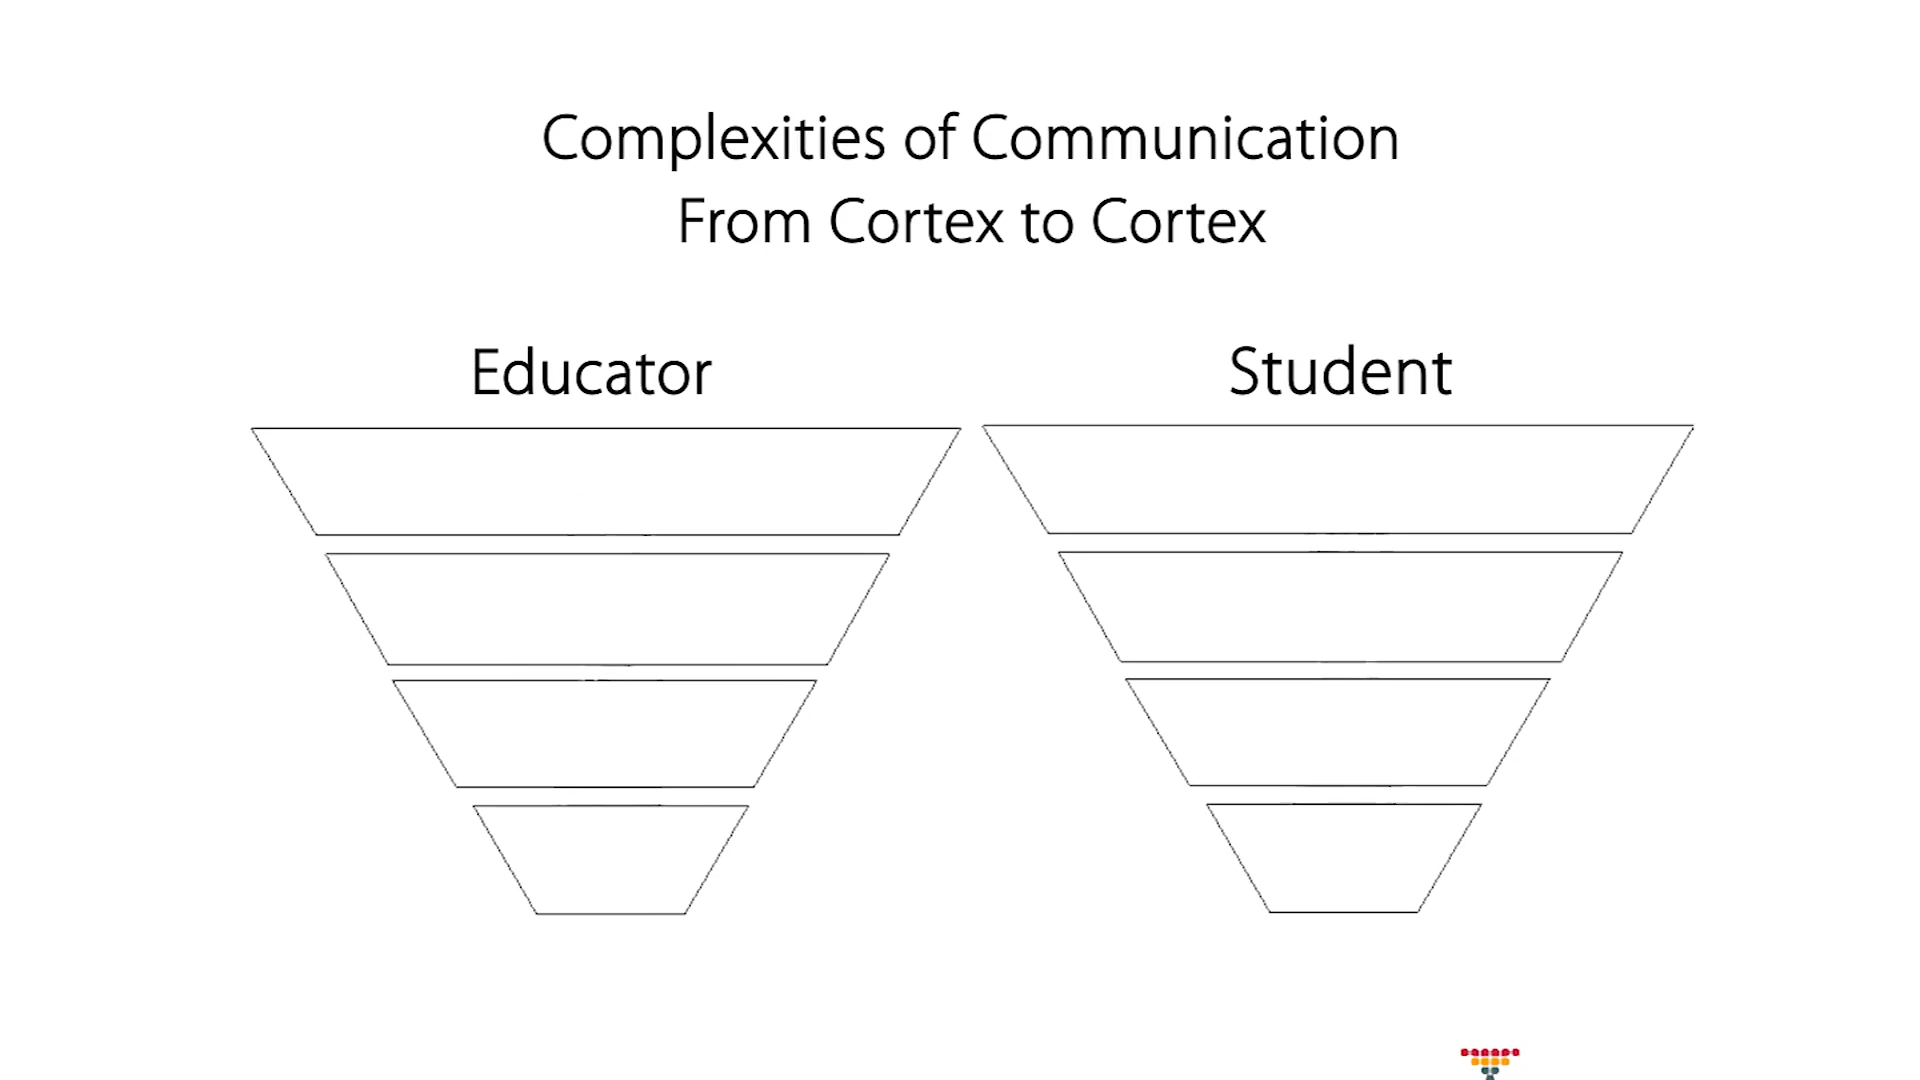 Complexities of Communication
From Cortex to Cortex
Educator
Student